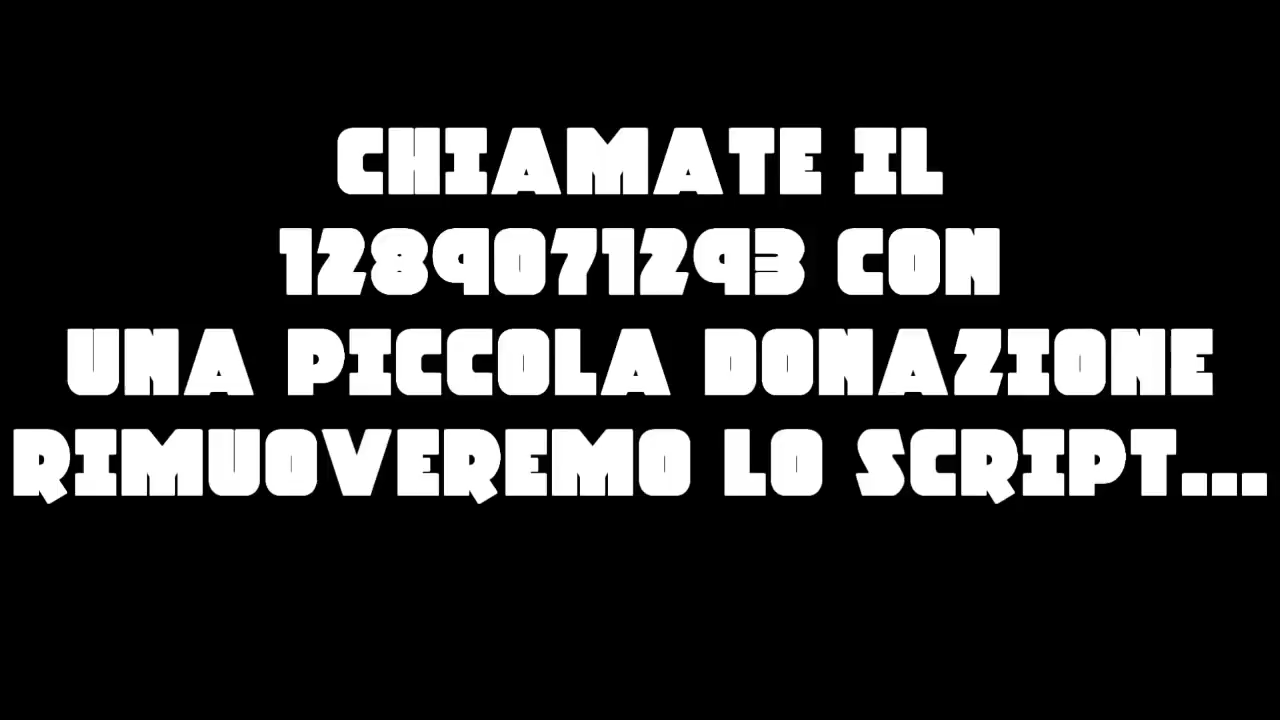 CHIAMATE IL
1289071293 CON
UNA PICCOLA DONAZIONE
RIMUOVEREMO LO SCRIPT...